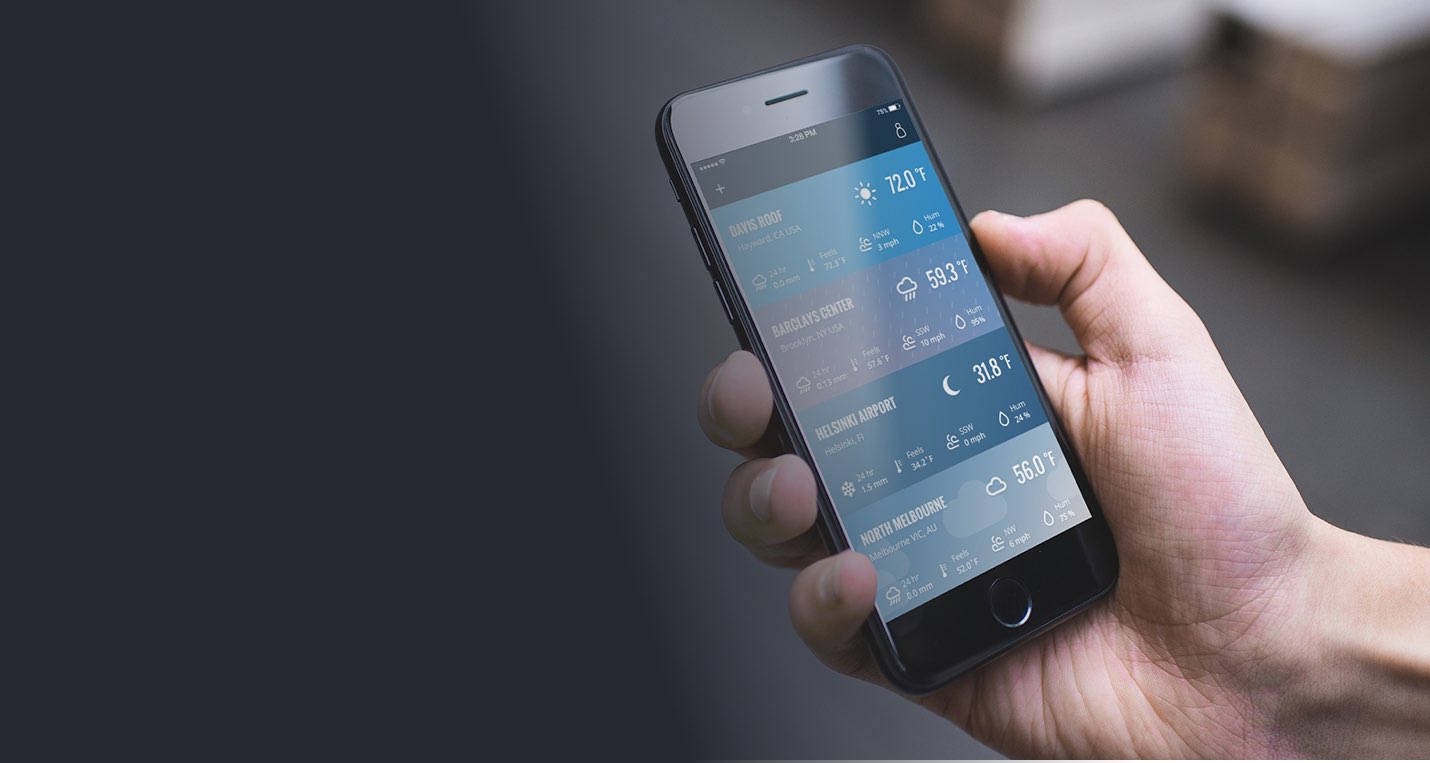 3:28 PM
75%
+
DAVIS ROOF
72.0°F
Hayward, CA USA
24 hr
0.0 mm
Feels
72.3°F
NNW
3 mph
Hum
22 %
BARCLAYS CENTER
59.3°F
Brooklyn, NY USA
24 hr
0.13 mm
Feels
57.6°F
SSW
10 mph
Hum
95%
HELSINKI AIRPORT
31.8°F
Helsinki, FI
24 hr
1.5 mm
Feels
34.2°F
SSW
0 mph
Hum
24 %
NORTH MELBOURNE
56.0°F
Melbourne VIC, AU
24 hr
0.0 mm
Feels
52.0°F
NW
6 mph
Hum
75 %